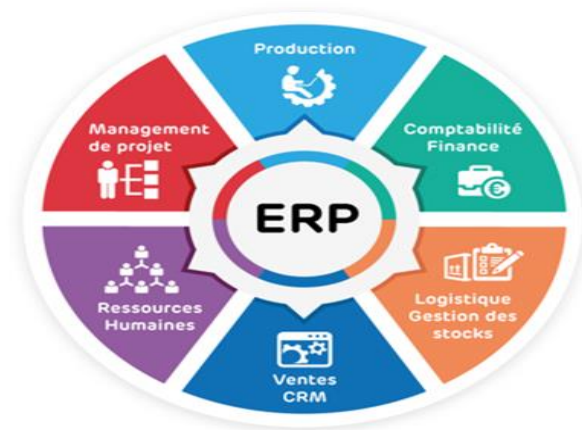 Production
Comptabilité
Finance
Logistique
Gestion des
stocks
Ventes
CRM
Ressources
Humaines
Management
de projet
ERP